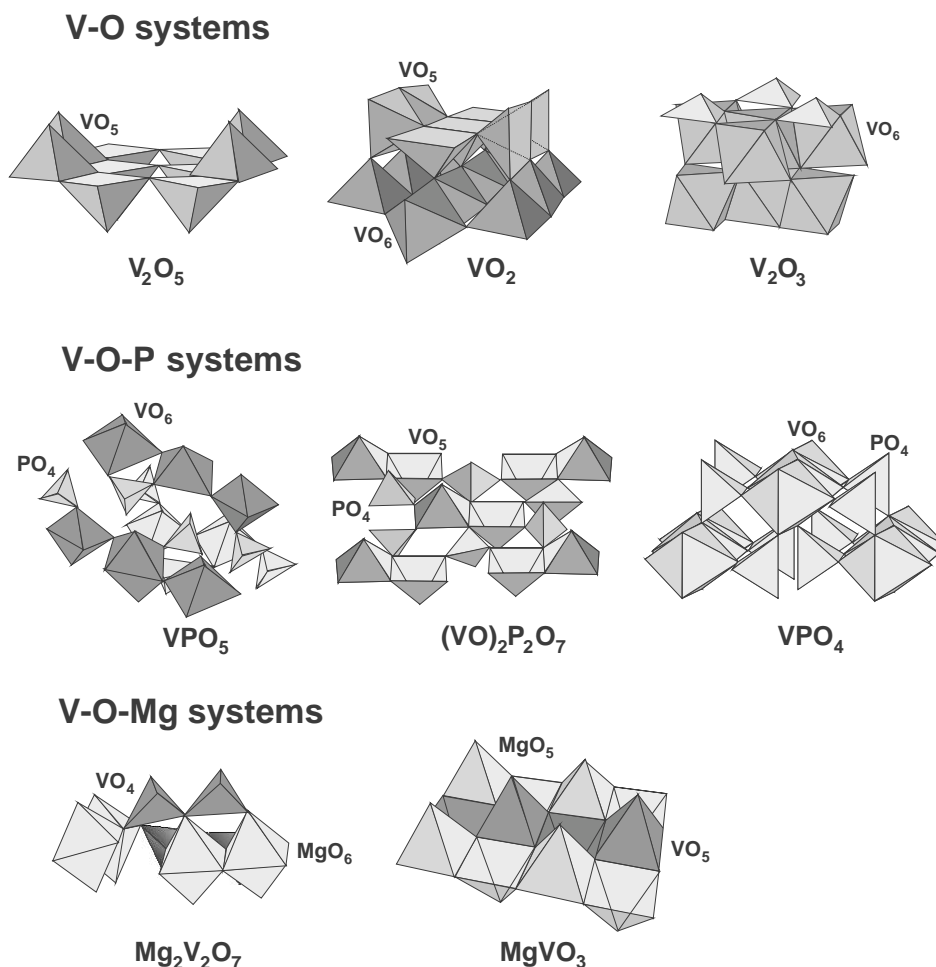 V-O systems
VO₅
VO₅
VO₆
VO₆
V₂O₅
VO₂
V₂O₃
V-O-P systems
VO₆
PO₄
VO₅
PO₄
VO₆
PO₄
VPO₅
(VO)₂P₂O₇
VPO₄
V-O-Mg systems
VO₄
MgO₆
MgO₅
VO₅
Mg₂V₂O₇
MgVO₃